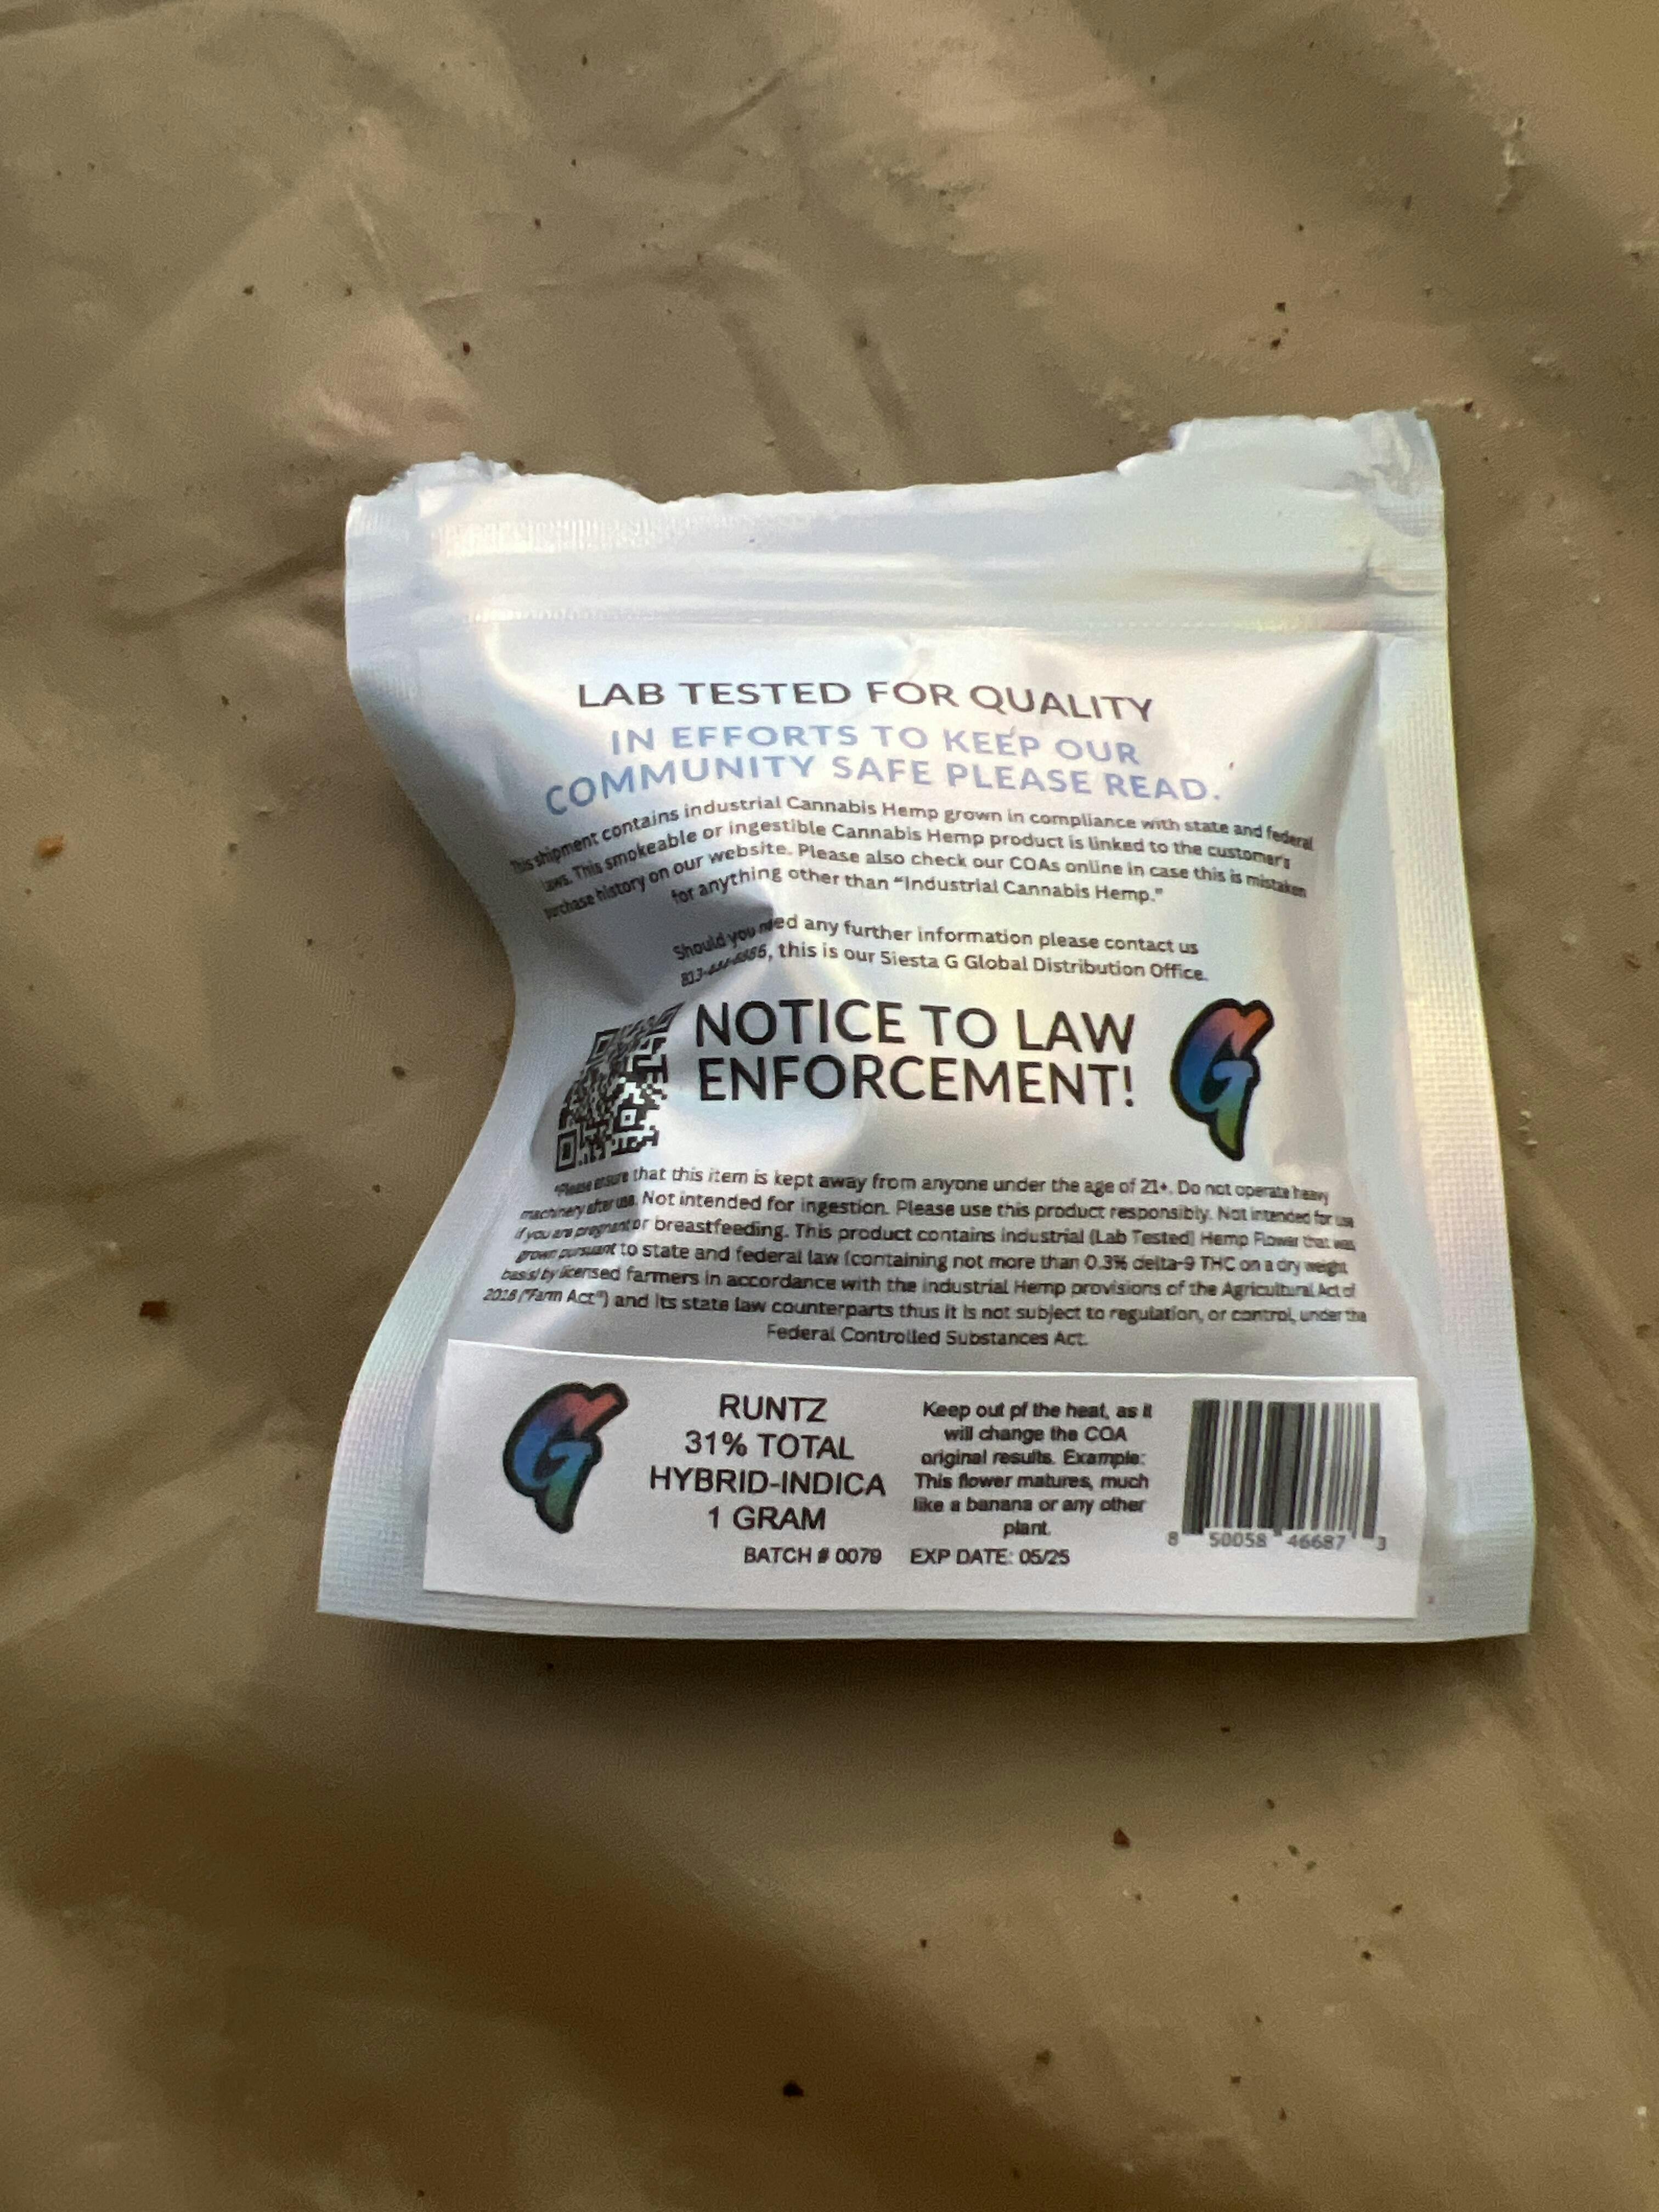 LAB TESTED FOR QUALITY
IN EFFORTS TO KEEP OUR
COMMUNITY SAFE PLEASE READ.
This shipment contains industrial Cannabis Hemp grown in compliance with state and federal
laws. This smokeable or ingestible Cannabis Hemp product is linked to the customer's
purchase history on our website. Please also check our COAs online in case this is mistaken
for anything other than "Industrial Cannabis Hemp."
Should you need any further information please contact us
this is our Siesta G Global Distribution Office.
NOTICE TO LAW
ENFORCEMENT!
G
*Please ensure that this item is kept away from anyone under the age of 21+. Do not operate heavy
machinery after use. Not intended for ingestion. Please use this product responsibly. Not intended for use
if you are pregnant or breastfeeding. This product contains industrial (Lab Tested) Hemp Flower that was
grown pursuant to state and federal law (containing not more than 0.3% delta-9 THC on a dry weight
basis) by licensed farmers in accordance with the Industrial Hemp provisions of the Agricultural Act of
2018 ("Farm Act") and its state law counterparts thus it is not subject to regulation, or control, under the
Federal Controlled Substances Act.
G
RUNTZ
31% TOTAL
HYBRID-INDICA
1 GRAM
BATCH # 0079
Keep out pf the heat, as it
will change the COA
original results. Example:
This flower matures, much
like a banana or any other
plant.
EXP DATE: 05/25
8 50058 46687 3